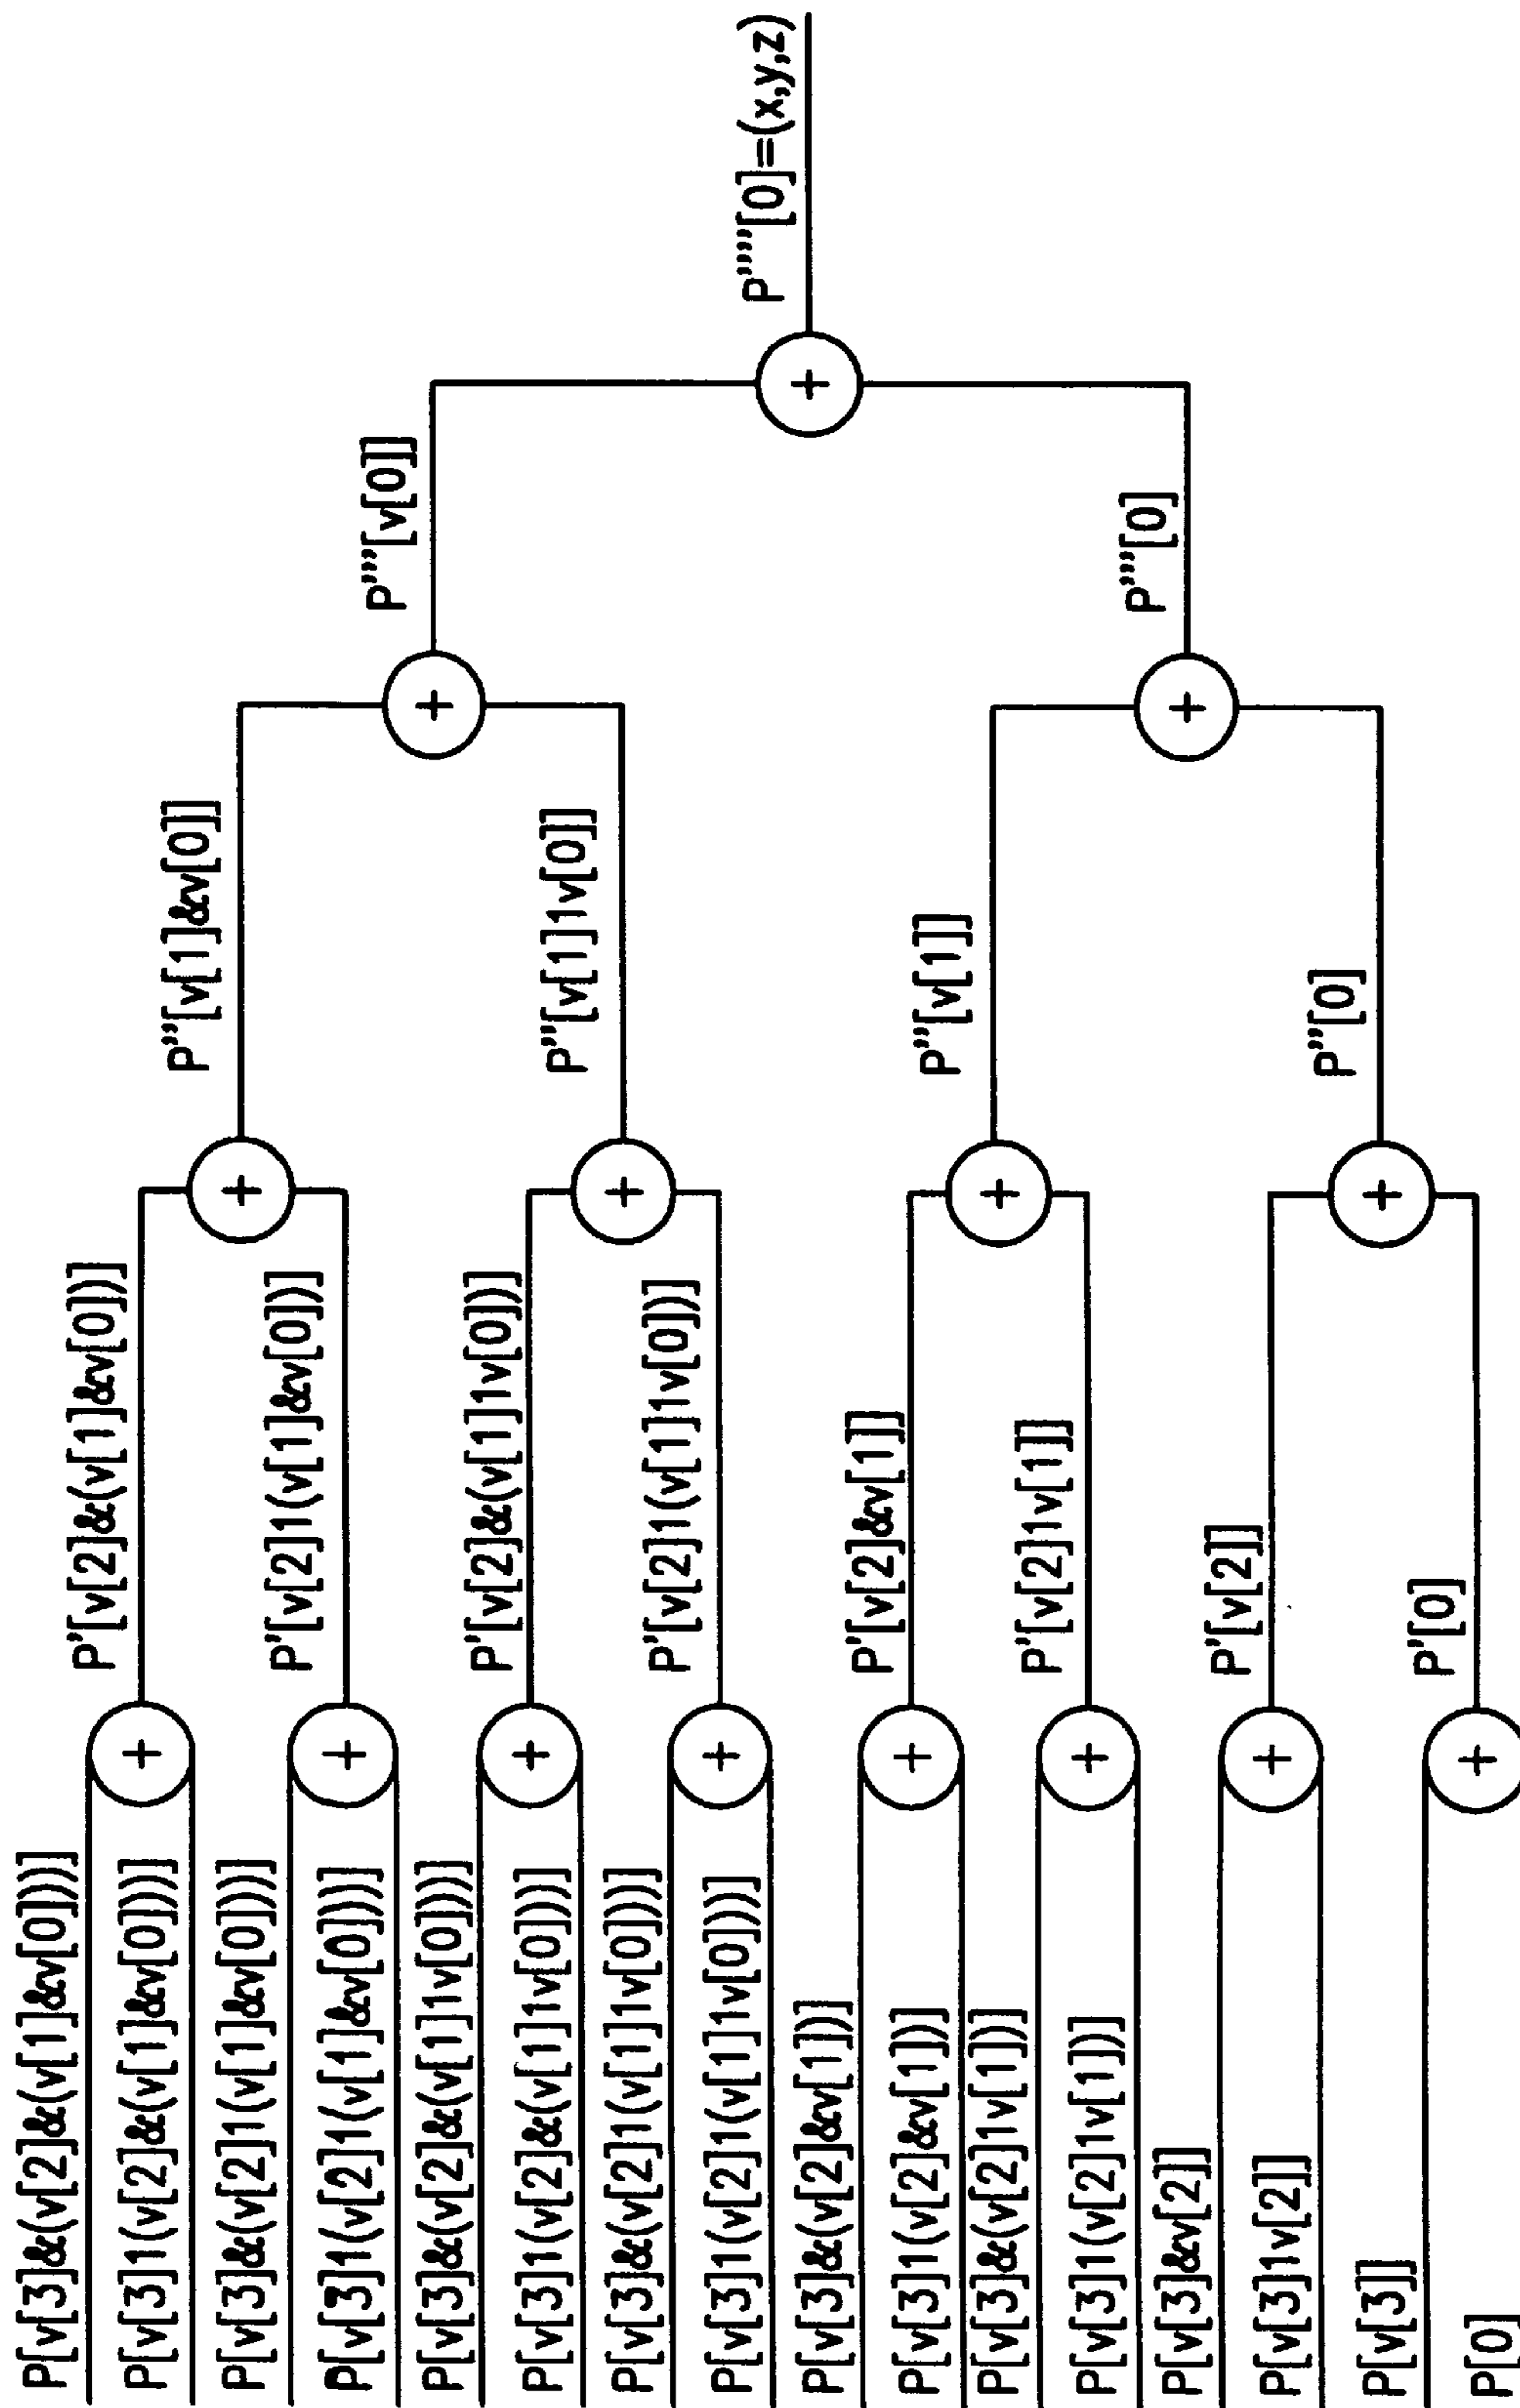 P[v[3]&(v[2]&(v[1]&v[0]))]
P[v[3]1(v[2]&(v[1]&v[0]))]
P[v[3]&(v[2]1(v[1]&v[0]))]
P[v[3]1(v[2]1(v[1]&v[0]))]
P[v[3]&(v[2]&(v[1]1v[0]))]
P[v[3]1(v[2]&(v[1]1v[0]))]
P[v[3]&(v[2]1(v[1]1v[0]))]
P[v[3]1(v[2]1(v[1]1v[0]))]
P[v[3]&(v[2]&v[1])]
P[v[3]1(v[2]&v[1])]
P[v[3]&(v[2]1v[1])]
P[v[3]1(v[2]1v[1])]
P[v[3]&v[2]]
P[v[3]1v[2]]
P[v[3]]
P[0]
+
+
+
+
+
+
+
+
P'[v[2]&(v[1]&v[0])]
P'[v[2]1(v[1]&v[0])]
P'[v[2]&(v[1]1v[0])]
P'[v[2]1(v[1]1v[0])]
P'[v[2]&v[1]]
P'[v[2]1v[1]]
P'[v[2]]
P'[0]
+
+
+
+
P''[v[1]&v[0]]
P''[v[1]1v[0]]
P''[v[1]]
P''[0]
+
+
P'''[v[0]]
P'''[0]
+
P''''[0]=(x,y,z)